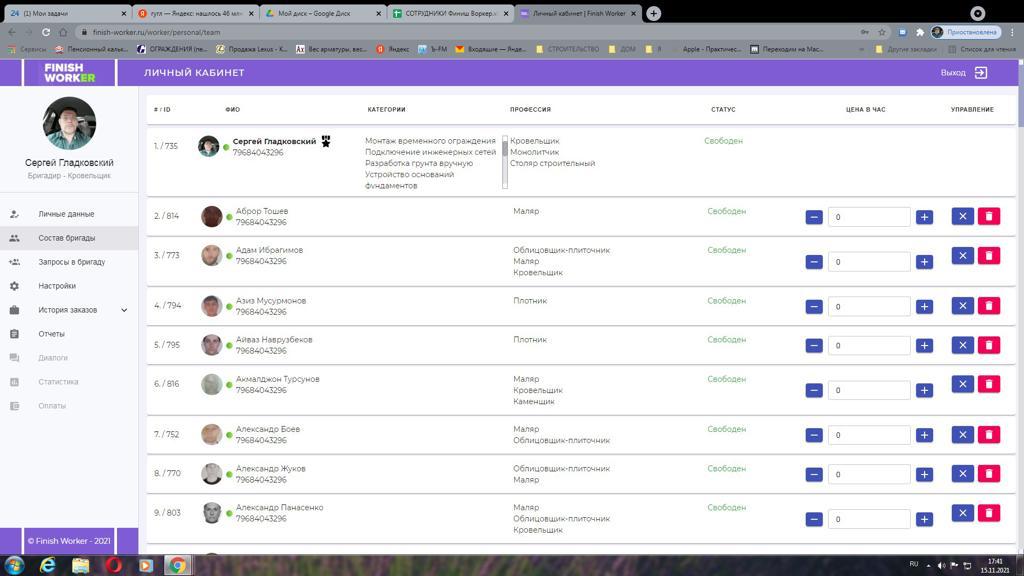 (1) Мои задачи
гугл — Яндекс: нашлось 46 млн
Мой диск – Google Диск
СОТРУДНИКИ Финиш Воркер.x
Личный кабинет | Finish Worker
finish-worker.ru/worker/personal/team
Приостановлена
Сервисы
Пенсионный кальк...
ОГРАЖДЕНИЯ (пе...
Продажа Lexus - К...
Вес арматуры, вес...
Яндекс
Ъ-FM
Входящие — Янде...
СТРОИТЕЛЬСТВО
ДОМ
Я
Apple - Практичес...
Переходим на Mac...
Другие закладки
Список для чтения
FINISH
WORKER
ЛИЧНЫЙ КАБИНЕТ
Выход
Сергей Гладковский
Бригадир - Кровельщик
Личные данные
Состав бригады
Запросы в бригаду
Настройки
История заказов
Отчеты
Диалоги
Статистика
Оплаты
© Finish Worker - 2021
# / ID ФИО КАТЕГОРИИ ПРОФЕССИЯ СТАТУС ЦЕНА В ЧАС УПРАВЛЕНИЕ
1. / 735 Сергей Гладковский
79684043296
Монтаж временного ограждения
Подключение инженерных сетей
Разработка грунта вручную
Устройство оснований
фундаментов
Кровельщик
Монолитчик
Столяр строительный
Свободен
2. / 814 Аброр Тошев
79684043296
Маляр
Свободен
0
3. / 773 Адам Ибрагимов
79684043296
Облицовщик-плиточник
Маляр
Кровельщик
Свободен
0
4. / 794 Азиз Мусурмонов
79684043296
Плотник
Свободен
0
5. / 795 Айваз Наврузбеков
79684043296
Плотник
Свободен
0
6. / 816 Акмалджон Турсунов
79684043296
Маляр
Кровельщик
Каменщик
Свободен
0
7. / 752 Александр Боев
79684043296
Маляр
Облицовщик-плиточник
Свободен
0
8. / 770 Александр Жуков
79684043296
Облицовщик-плиточник
Маляр
Свободен
0
9. / 803 Александр Панасенко
79684043296
Маляр
Облицовщик-плиточник
Кровельщик
Свободен
0
RU
17:41
15.11.2021